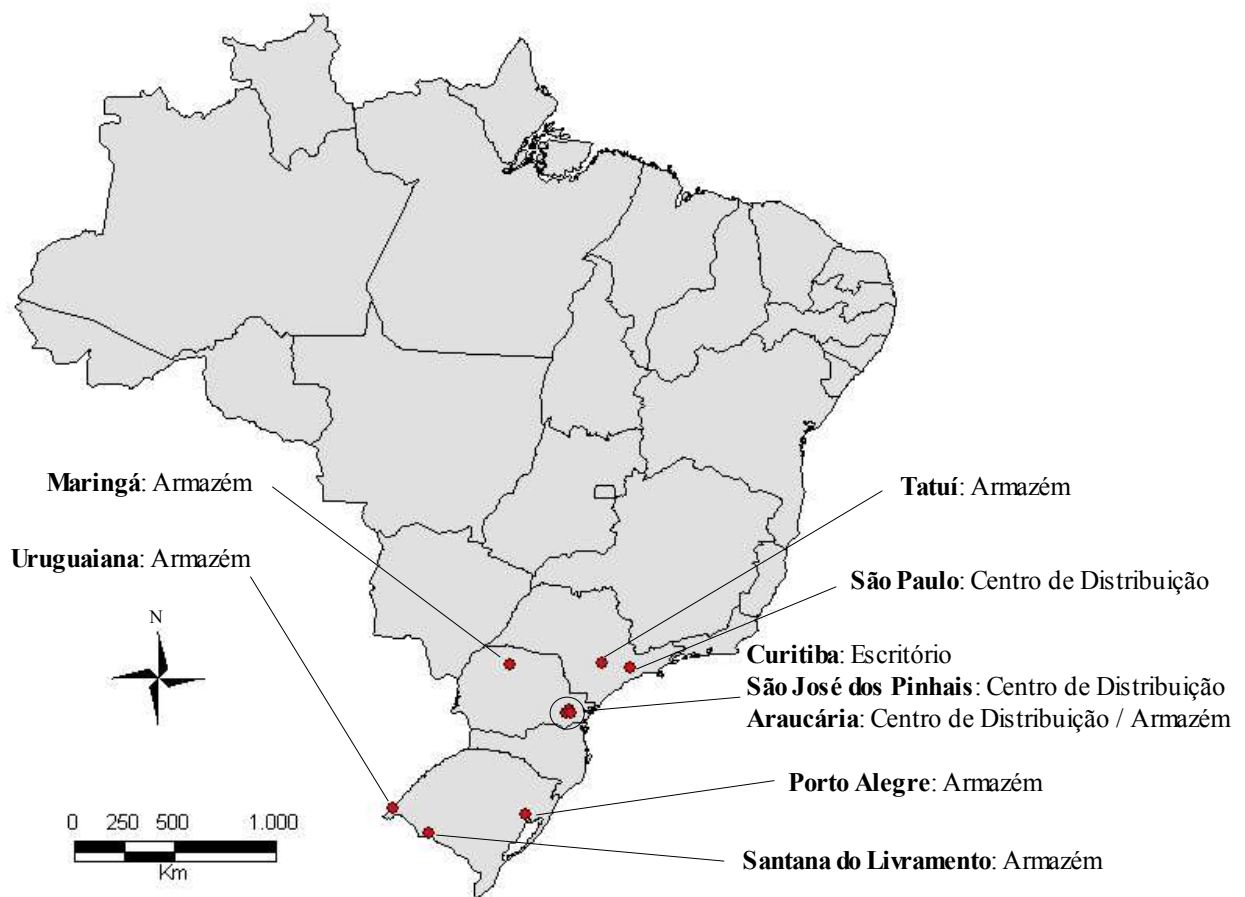 Maringá: Armazém
Tatuí: Armazém
Uruguaiana: Armazém
São Paulo: Centro de Distribuição
N
Curitiba: Escritório
São José dos Pinhais: Centro de Distribuição
Araucária: Centro de Distribuição / Armazém
Porto Alegre: Armazém
0 250 500 1.000
Km
Santana do Livramento: Armazém